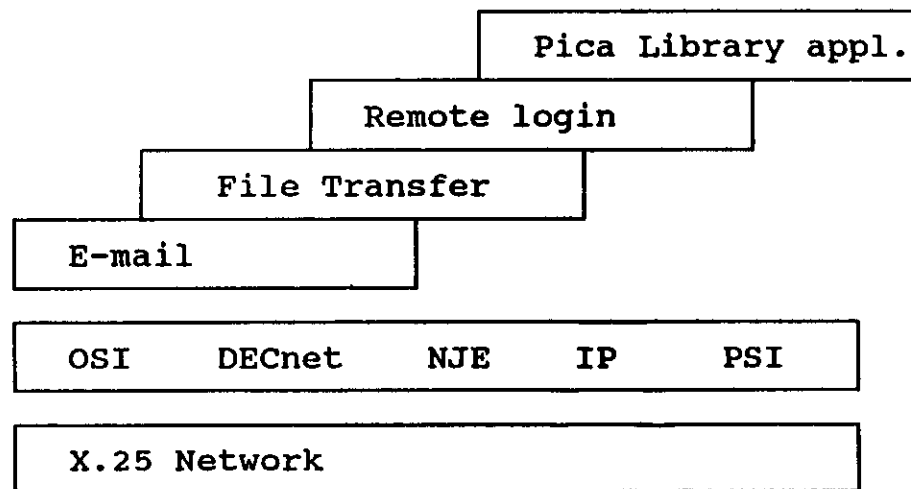 Pica Library appl.
Remote login
File Transfer
E-mail
OSI DECnet NJE IP PSI
X.25 Network